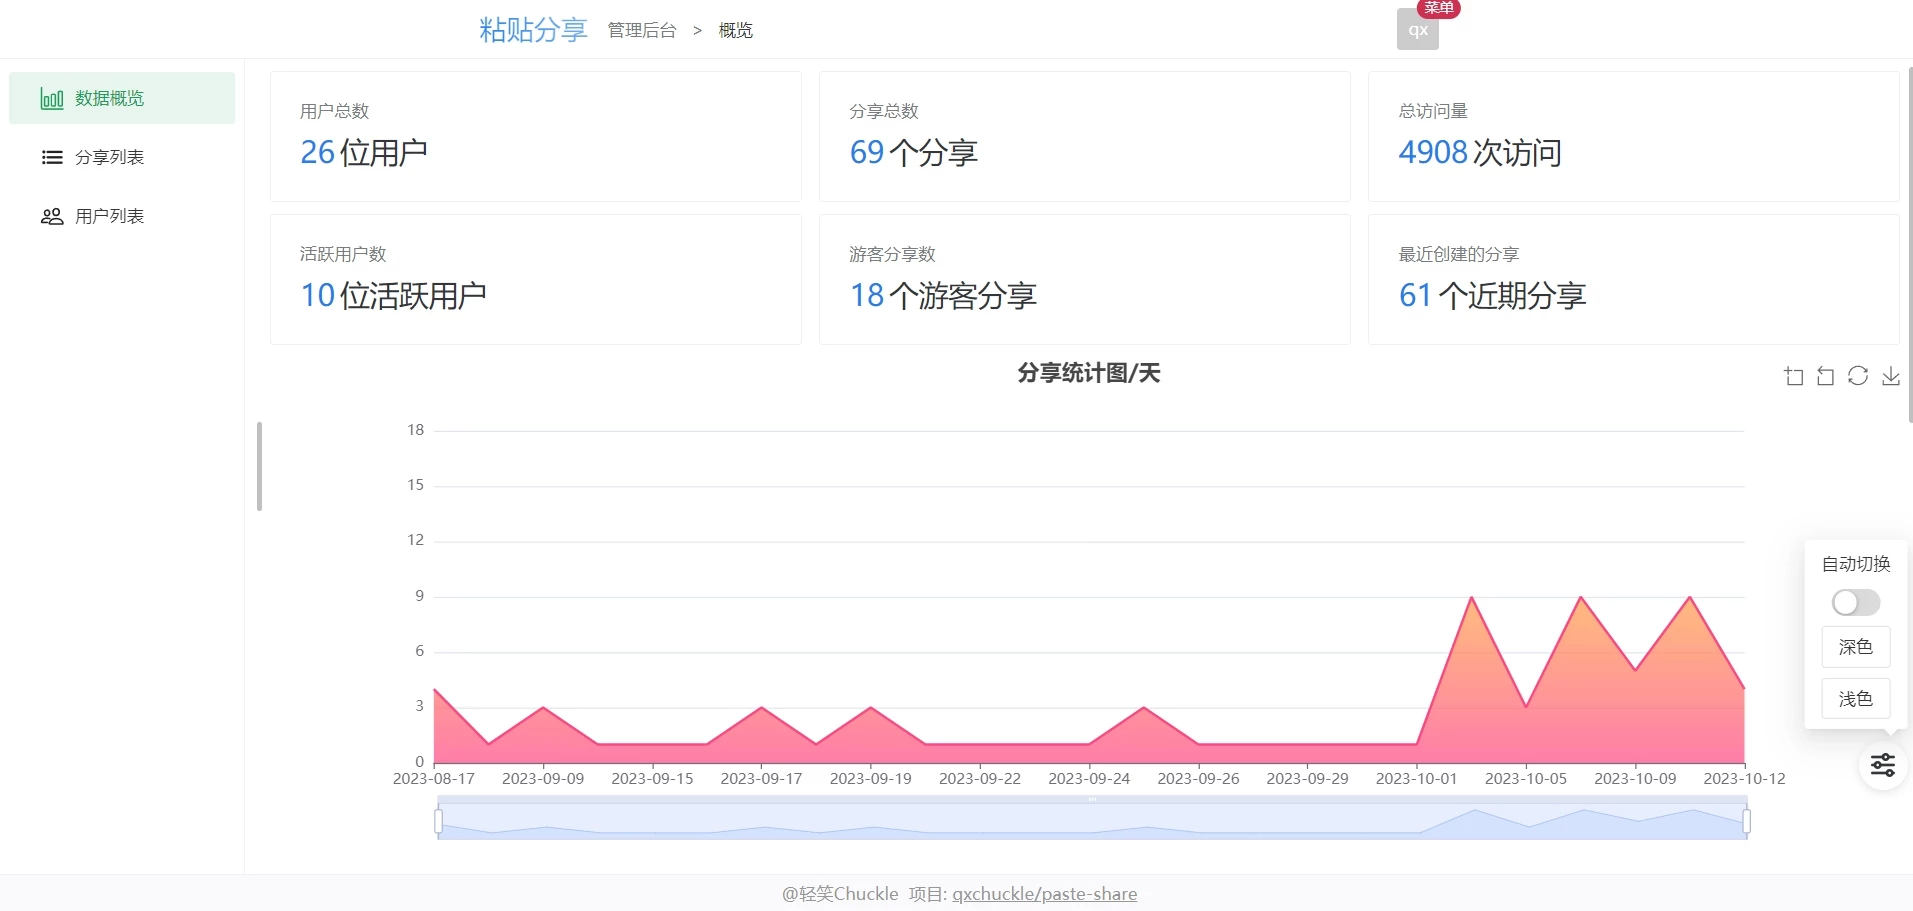 粘贴分享 管理后台 > 概览
菜单
qx
数据概览
分享列表
用户列表
用户总数
26位用户
分享总数
69个分享
总访问量
4908次访问
活跃用户数
10位活跃用户
游客分享数
18个游客分享
最近创建的分享
61个近期分享
分享统计图/天
18
15
12
9
6
3
0
2023-08-17 2023-09-09 2023-09-15 2023-09-17 2023-09-19 2023-09-22 2023-09-24 2023-09-26 2023-09-29 2023-10-01 2023-10-05 2023-10-09 2023-10-12
自动切换
深色
浅色
@轻笑Chuckle 项目: qxchuckle/paste-share